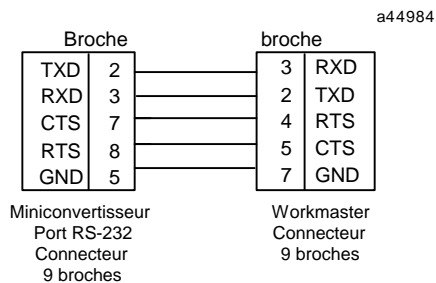 a44984
Broche broche
TXD 2 3 RXD
RXD 3 2 TXD
CTS 7 4 RTS
RTS 8 5 CTS
GND 5 7 GND
Miniconvertisseur
Port RS-232
Connecteur
9 broches
Workmaster
Connecteur
9 broches